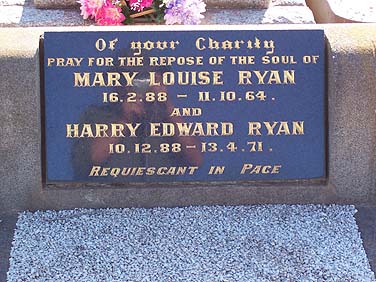 Of your Charity
PRAY FOR THE REPOSE OF THE SOUL OF
MARY LOUISE RYAN
16.2.88 — 11.10.64.
AND
HARRY EDWARD RYAN
10.12.88 — 13.4.71.
REQUIESCANT IN PACE